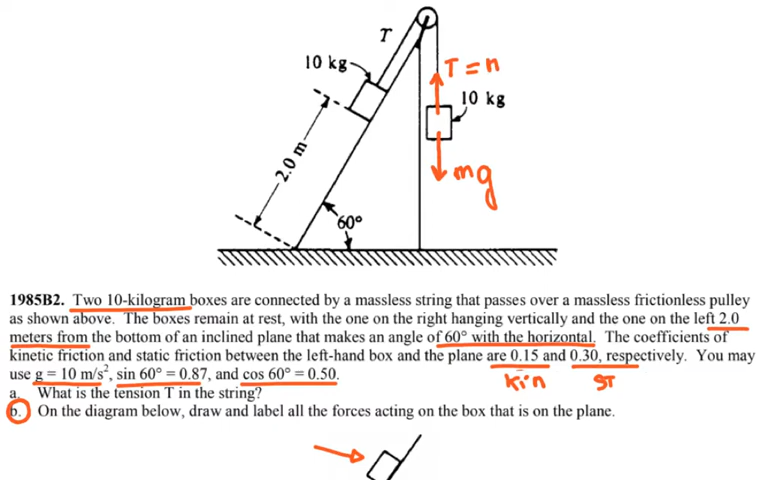 T
10 kg
T = n
10 kg
2.0 m
mg
60°
1985B2. Two 10-kilogram boxes are connected by a massless string that passes over a massless frictionless pulley
as shown above. The boxes remain at rest, with the one on the right hanging vertically and the one on the left 2.0
meters from the bottom of an inclined plane that makes an angle of 60° with the horizontal. The coefficients of
kinetic friction and static friction between the left-hand box and the plane are 0.15 and 0.30, respectively. You may
use g = 10 m/s², sin 60° = 0.87, and cos 60° = 0.50.
kin ST
a. What is the tension T in the string?
b. On the diagram below, draw and label all the forces acting on the box that is on the plane.